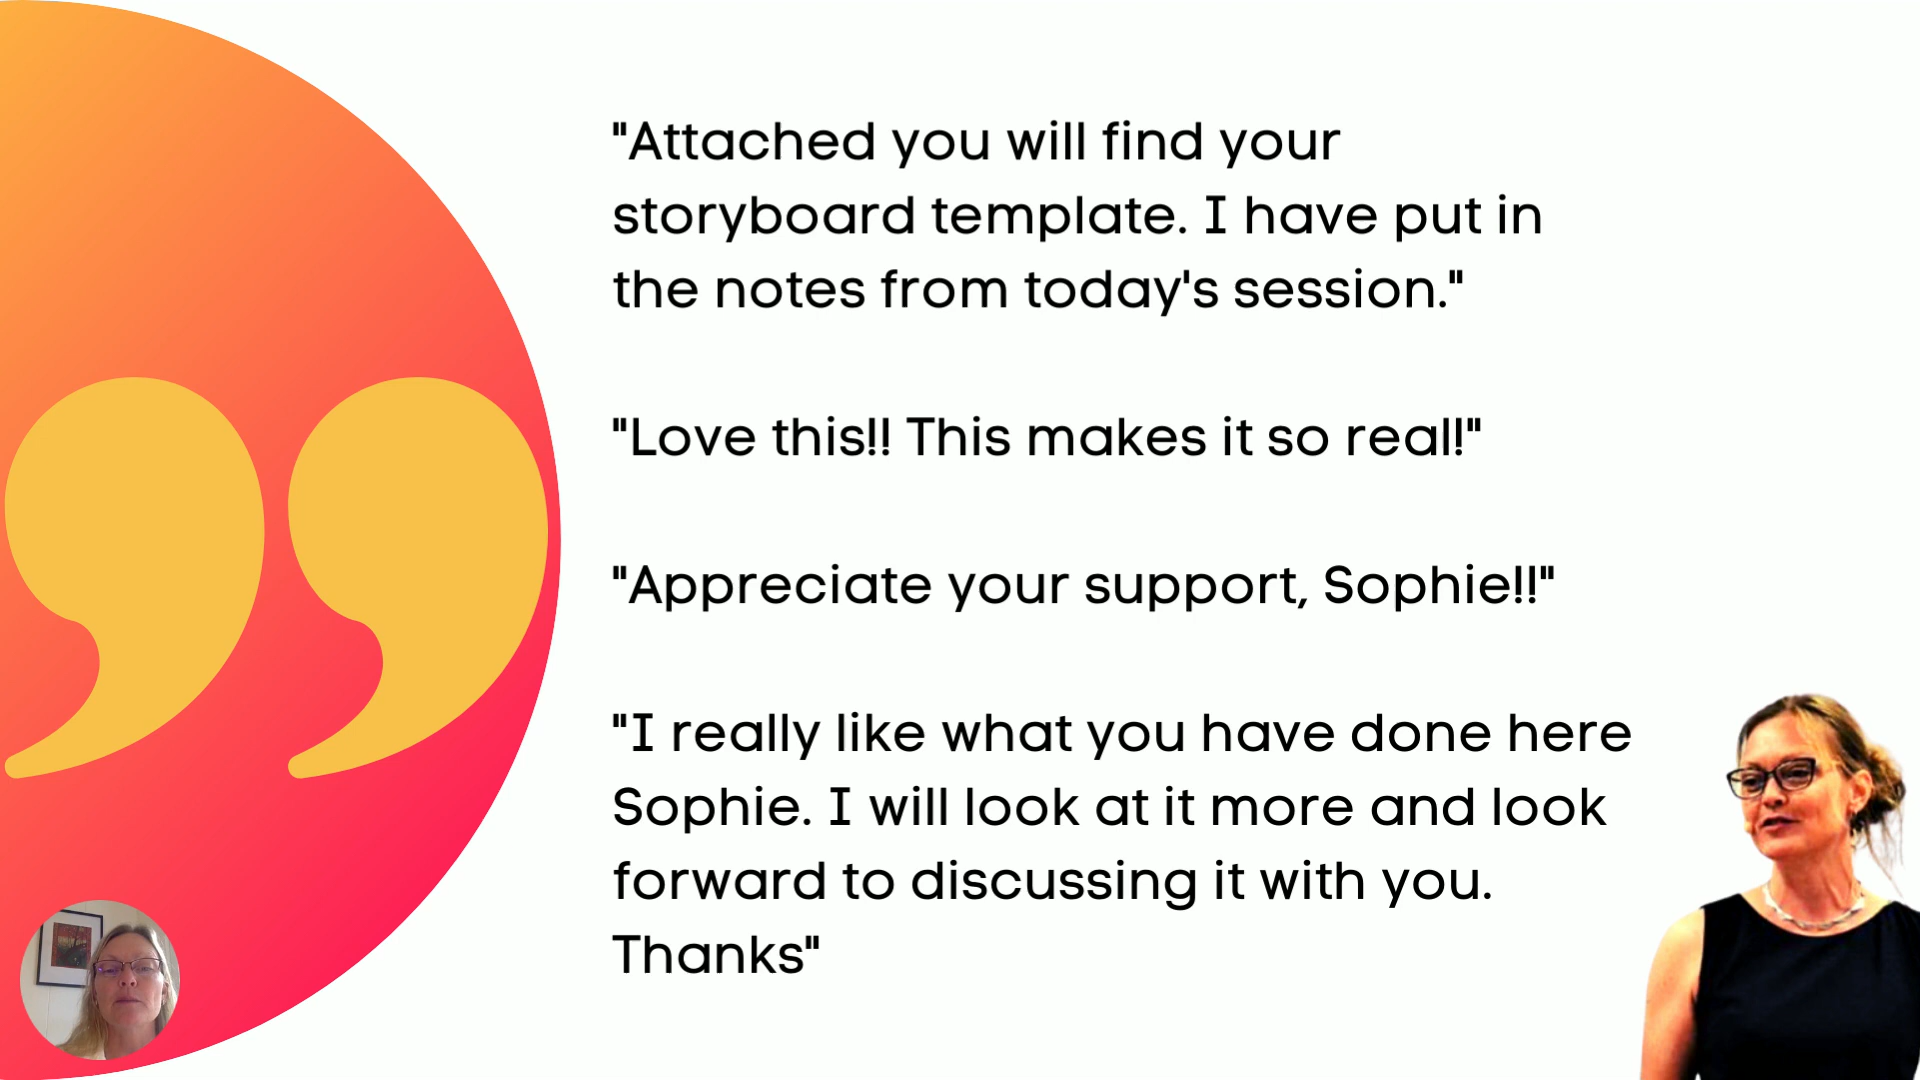 "Attached you will find your
storyboard template. I have put in
the notes from today's session."
"Love this!! This makes it so real!"
"Appreciate your support, Sophie!!"
"I really like what you have done here
Sophie. I will look at it more and look
forward to discussing it with you.
Thanks"